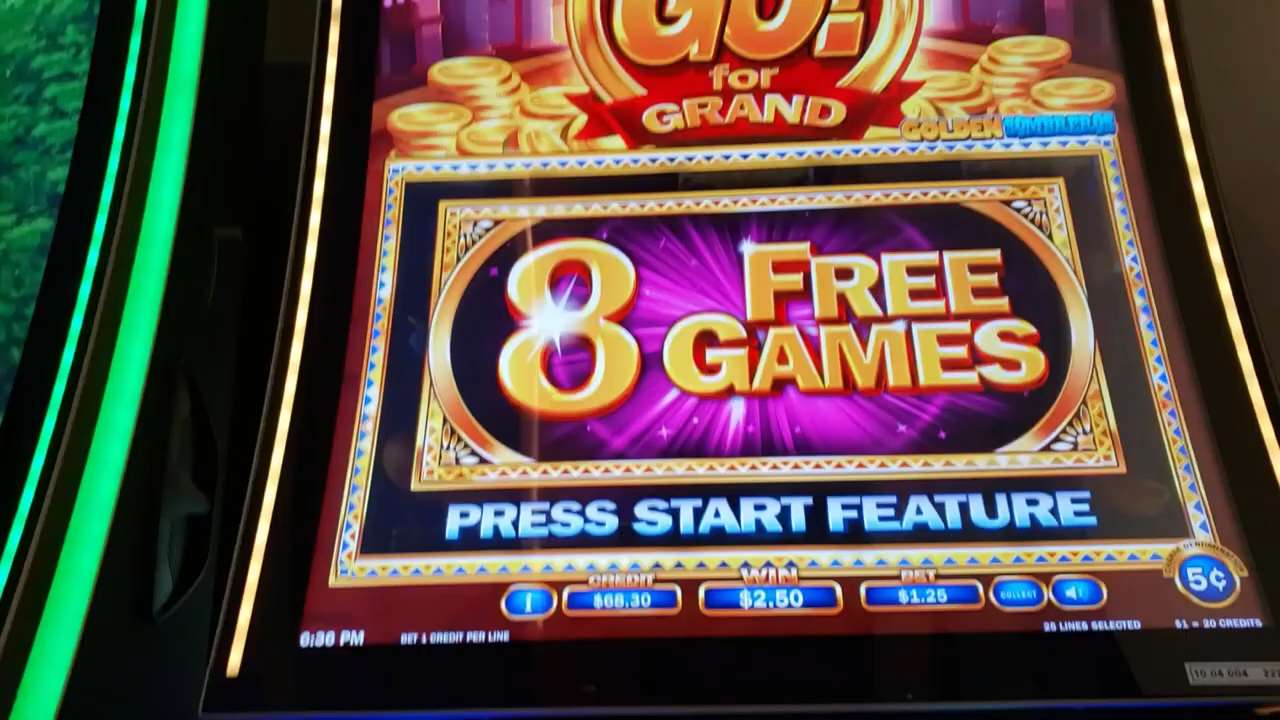 GO!
for
GRAND
GOLDEN
8 FREE
GAMES
PRESS START FEATURE
CREDIT WIN BET
i $68.30 $2.50 $1.25 COLLECT
5¢
6:36 PM BET 1 CREDIT PER LINE 25 LINES SELECTED $1 = 20 CREDITS